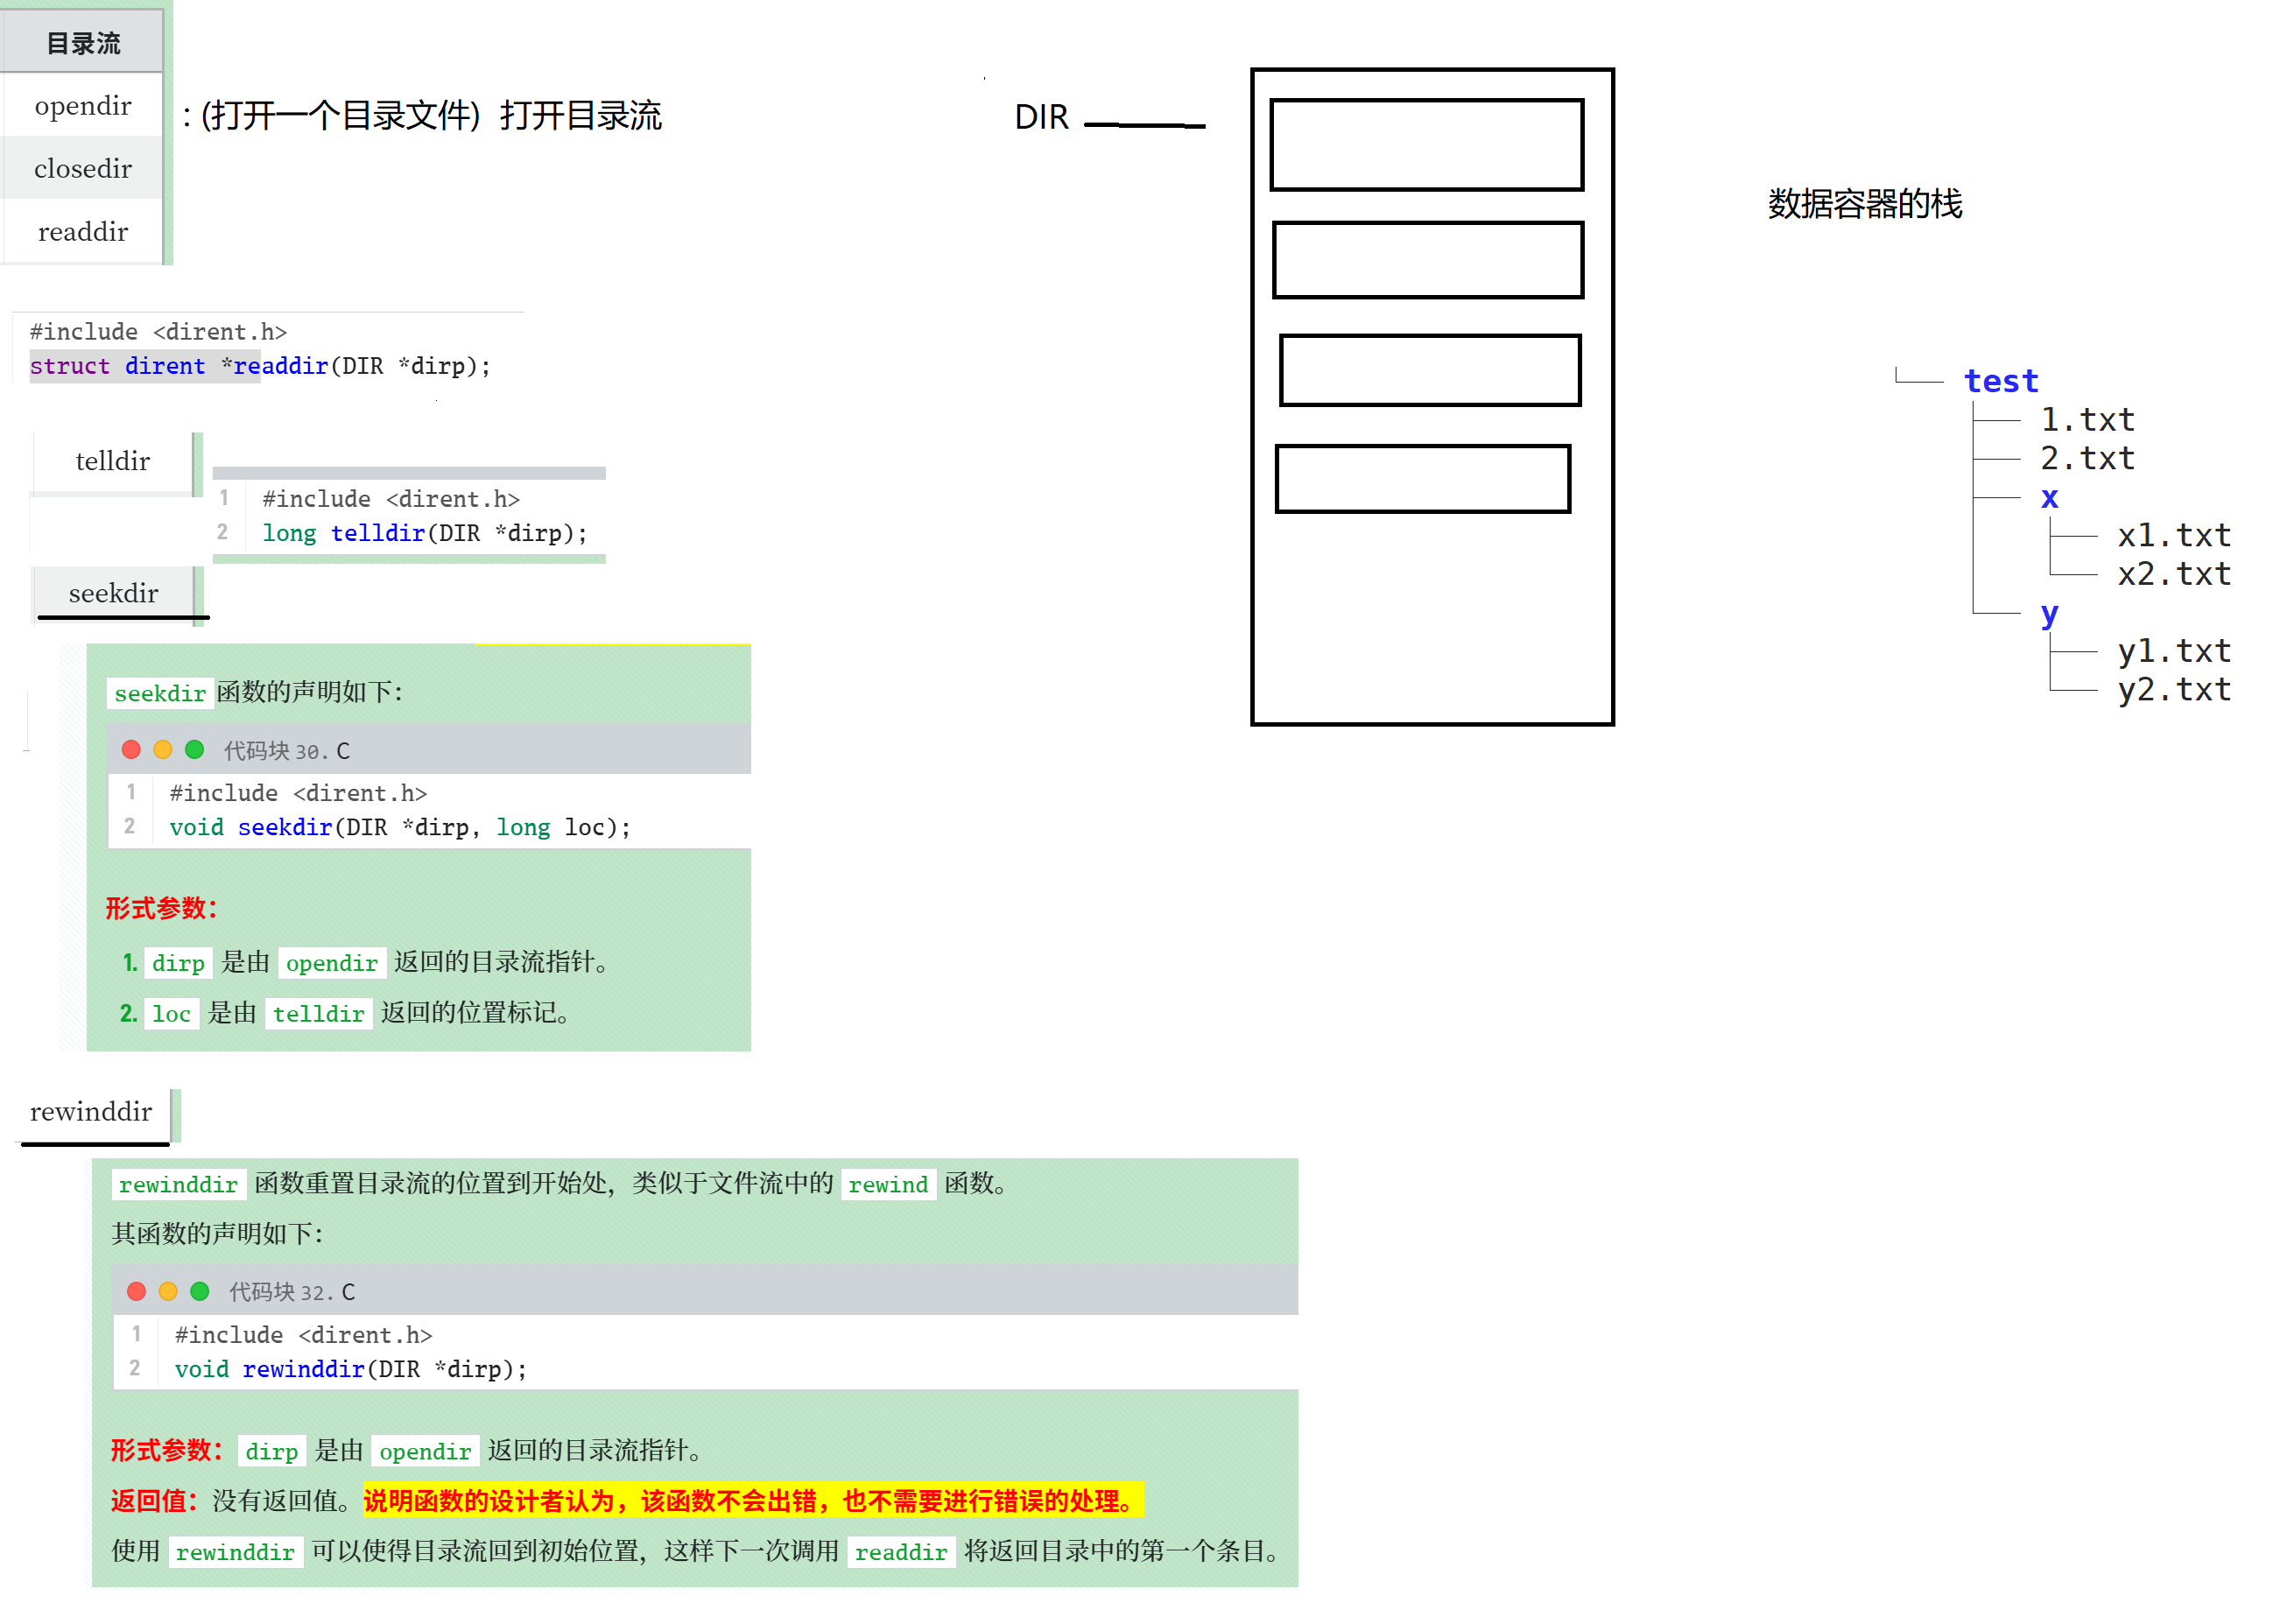 目录流
opendir
: (打开一个目录文件) 打开目录流
closedir
readdir
#include <dirent.h>
struct dirent *readdir(DIR *dirp);
telldir
1 #include <dirent.h>
2 long telldir(DIR *dirp);
seekdir
seekdir 函数的声明如下：
代码块 30. C
1 #include <dirent.h>
2 void seekdir(DIR *dirp, long loc);
形式参数：
1. dirp 是由 opendir 返回的目录流指针。
2. loc 是由 telldir 返回的位置标记。
rewinddir
rewinddir 函数重置目录流的位置到开始处，类似于文件流中的 rewind 函数。
其函数的声明如下：
代码块 32. C
1 #include <dirent.h>
2 void rewinddir(DIR *dirp);
形式参数：dirp 是由 opendir 返回的目录流指针。
返回值：没有返回值。说明函数的设计者认为，该函数不会出错，也不需要进行错误的处理。
使用 rewinddir 可以使得目录流回到初始位置，这样下一次调用 readdir 将返回目录中的第一个条目。
DIR
数据容器的栈
test
1.txt
2.txt
x
x1.txt
x2.txt
y
y1.txt
y2.txt